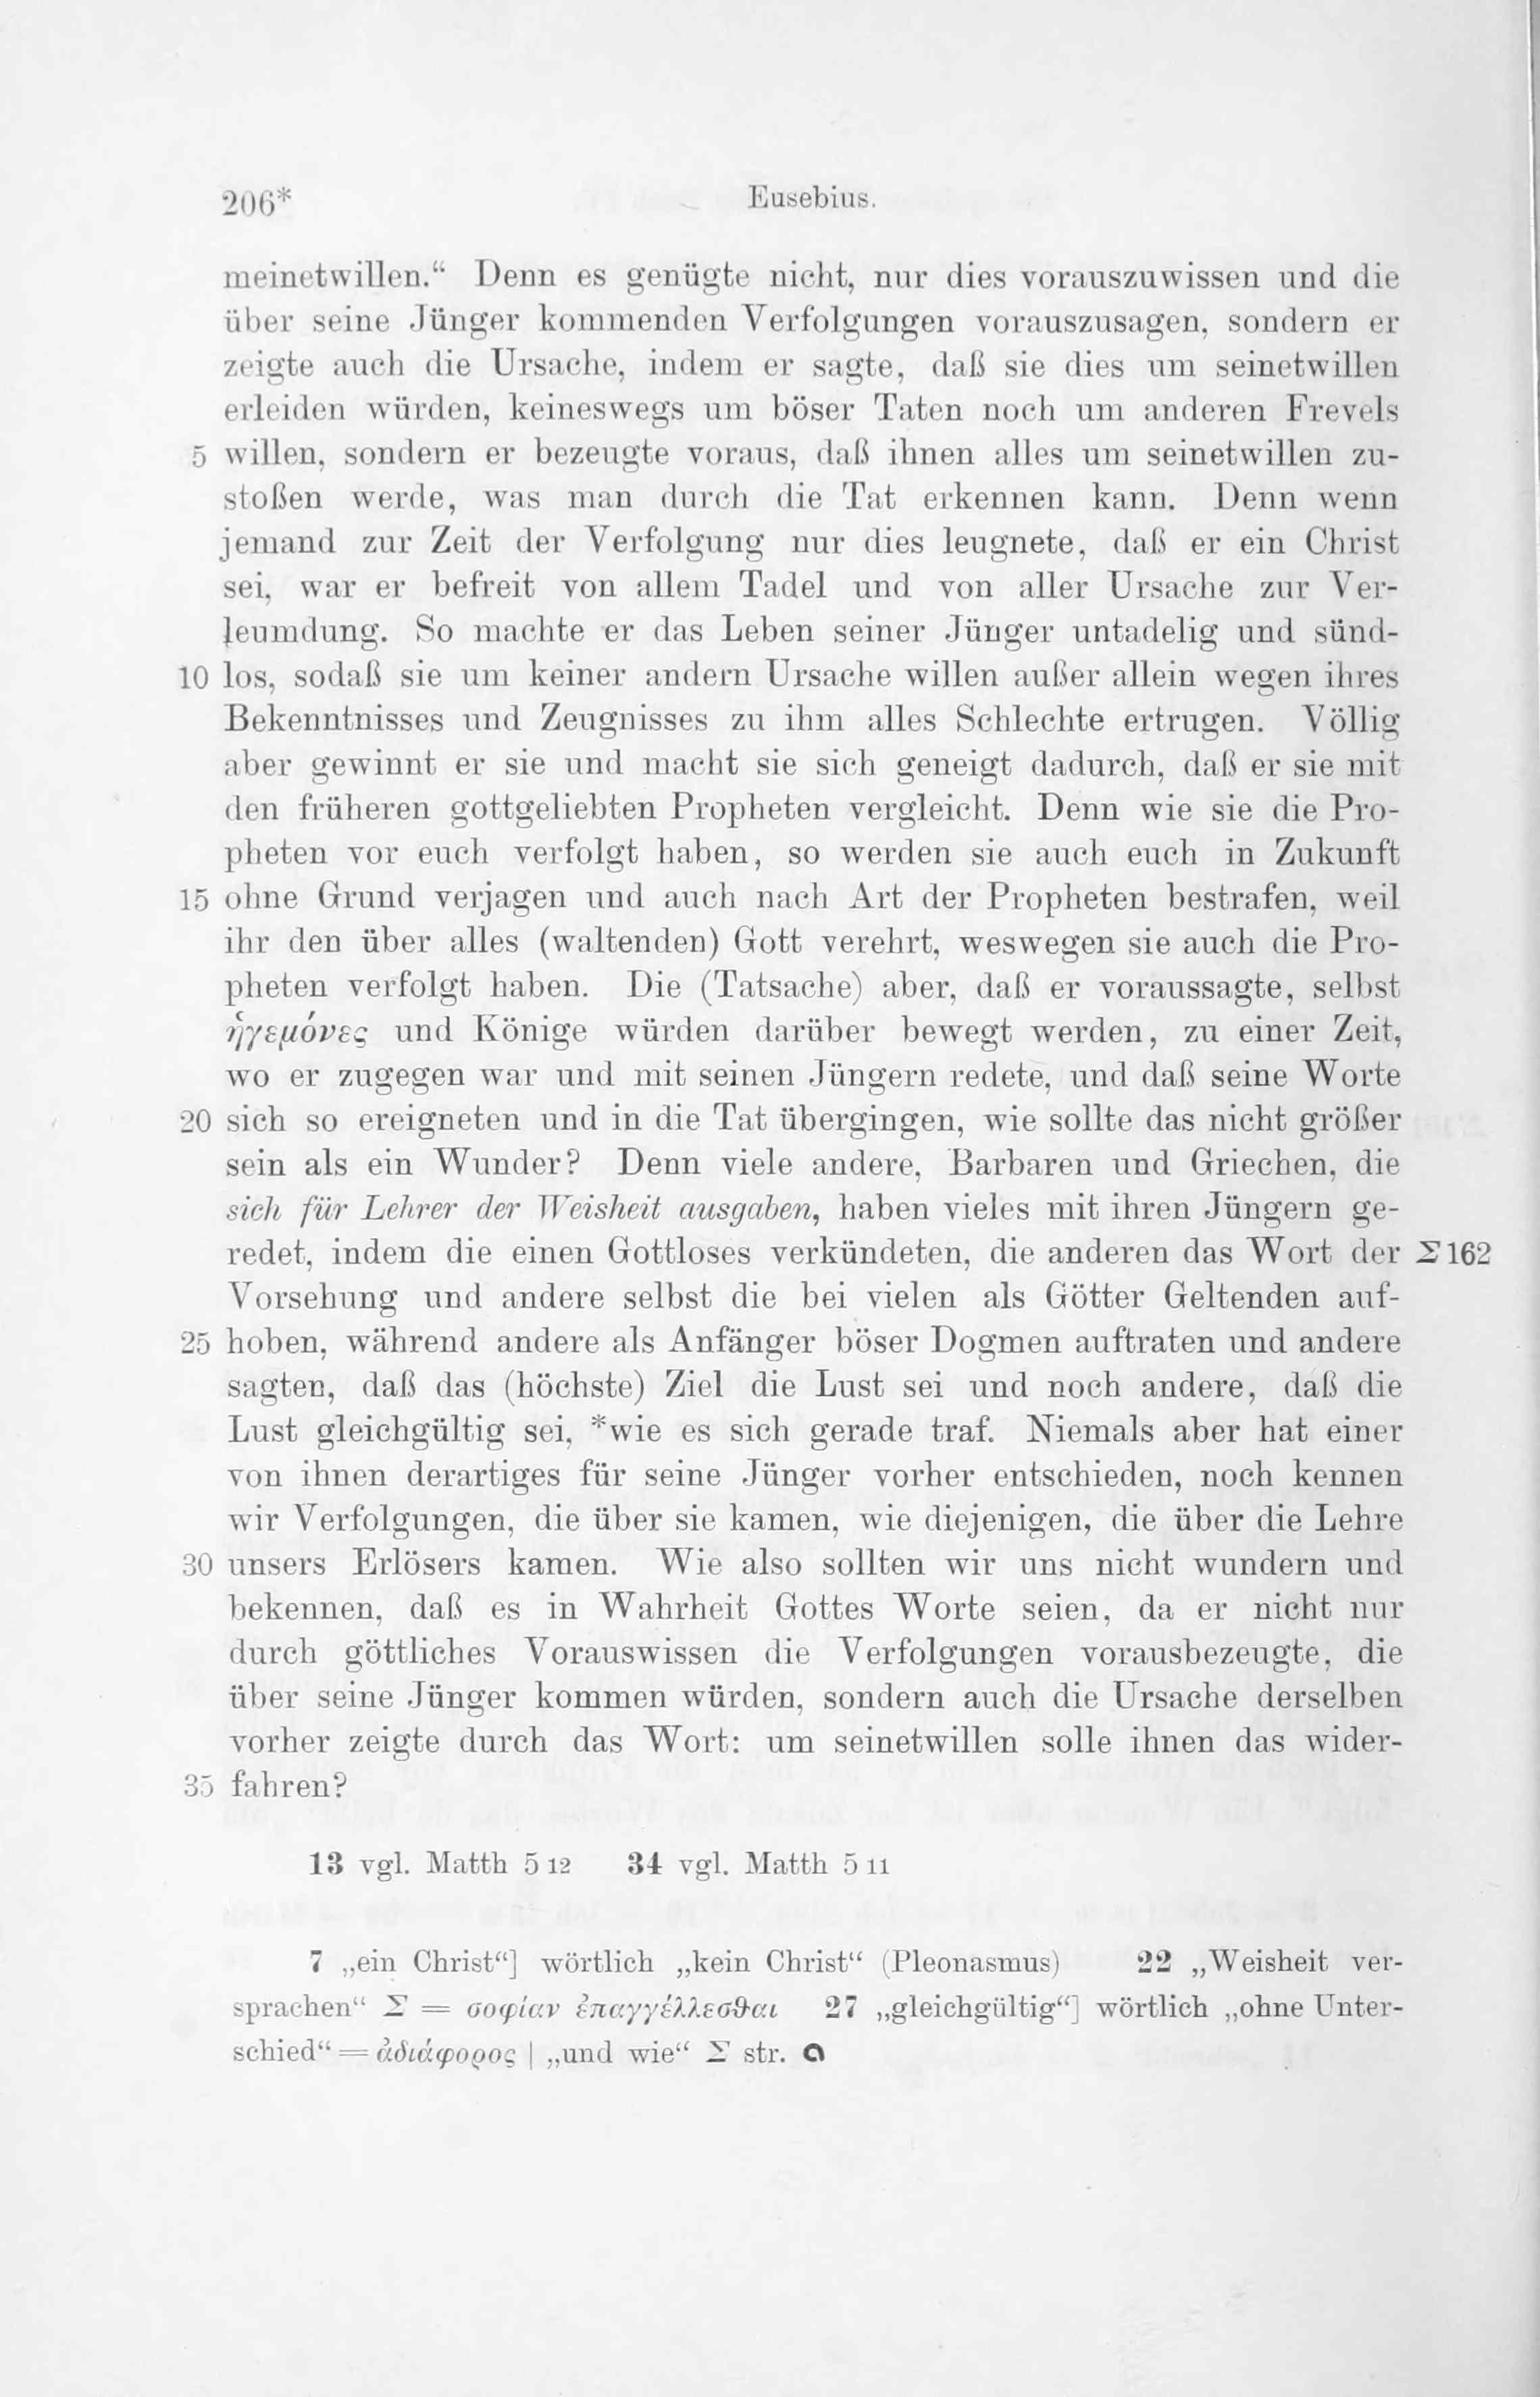 206* Eusebius.
meinetwillen.“ Denn es genügte nicht, nur dies vorauszuwissen und die
über seine Jünger kommenden Verfolgungen vorauszusagen, sondern er
zeigte auch die Ursache, indem er sagte, daß sie dies um seinetwillen
erleiden würden, keineswegs um böser Taten noch um anderen Frevels
5 willen, sondern er bezeugte voraus, daß ihnen alles um seinetwillen zu-
stoßen werde, was man durch die Tat erkennen kann. Denn wenn
jemand zur Zeit der Verfolgung nur dies leugnete, daß er ein Christ
sei, war er befreit von allem Tadel und von aller Ursache zur Ver-
leumdung. So machte er das Leben seiner Jünger untadelig und sünd-
10 los, sodaß sie um keiner andern Ursache willen außer allein wegen ihres
Bekenntnisses und Zeugnisses zu ihm alles Schlechte ertrugen. Völlig
aber gewinnt er sie und macht sie sich geneigt dadurch, daß er sie mit
den früheren gottgeliebten Propheten vergleicht. Denn wie sie die Pro-
pheten vor euch verfolgt haben, so werden sie auch euch in Zukunft
15 ohne Grund verjagen und auch nach Art der Propheten bestrafen, weil
ihr den über alles (waltenden) Gott verehrt, weswegen sie auch die Pro-
pheten verfolgt haben. Die (Tatsache) aber, daß er voraussagte, selbst
ἡγεμόνες und Könige würden darüber bewegt werden, zu einer Zeit,
wo er zugegen war und mit seinen Jüngern redete, und daß seine Worte
20 sich so ereigneten und in die Tat übergingen, wie sollte das nicht größer
sein als ein Wunder? Denn viele andere, Barbaren und Griechen, die
sich für Lehrer der Weisheit ausgaben, haben vieles mit ihren Jüngern ge-
redet, indem die einen Gottloses verkündeten, die anderen das Wort der Σ 162
Vorsehung und andere selbst die bei vielen als Götter Geltenden auf-
25 hoben, während andere als Anfänger böser Dogmen auftraten und andere
sagten, daß das (höchste) Ziel die Lust sei und noch andere, daß die
Lust gleichgültig sei, *wie es sich gerade traf. Niemals aber hat einer
von ihnen derartiges für seine Jünger vorher entschieden, noch kennen
wir Verfolgungen, die über sie kamen, wie diejenigen, die über die Lehre
30 unsers Erlösers kamen. Wie also sollten wir uns nicht wundern und
bekennen, daß es in Wahrheit Gottes Worte seien, da er nicht nur
durch göttliches Vorauswissen die Verfolgungen vorausbezeugte, die
über seine Jünger kommen würden, sondern auch die Ursache derselben
vorher zeigte durch das Wort: um seinetwillen solle ihnen das wider-
35 fahren?
13 vgl. Matth 5 12 34 vgl. Matth 5 11
7 „ein Christ“] wörtlich „kein Christ“ (Pleonasmus) 22 „Weisheit ver-
sprachen“ Σ = σοφίαν ἐπαγγέλλεσθαι 27 „gleichgültig“] wörtlich „ohne Unter-
schied“ = ἀδιάφορος | „und wie“ Σ str.